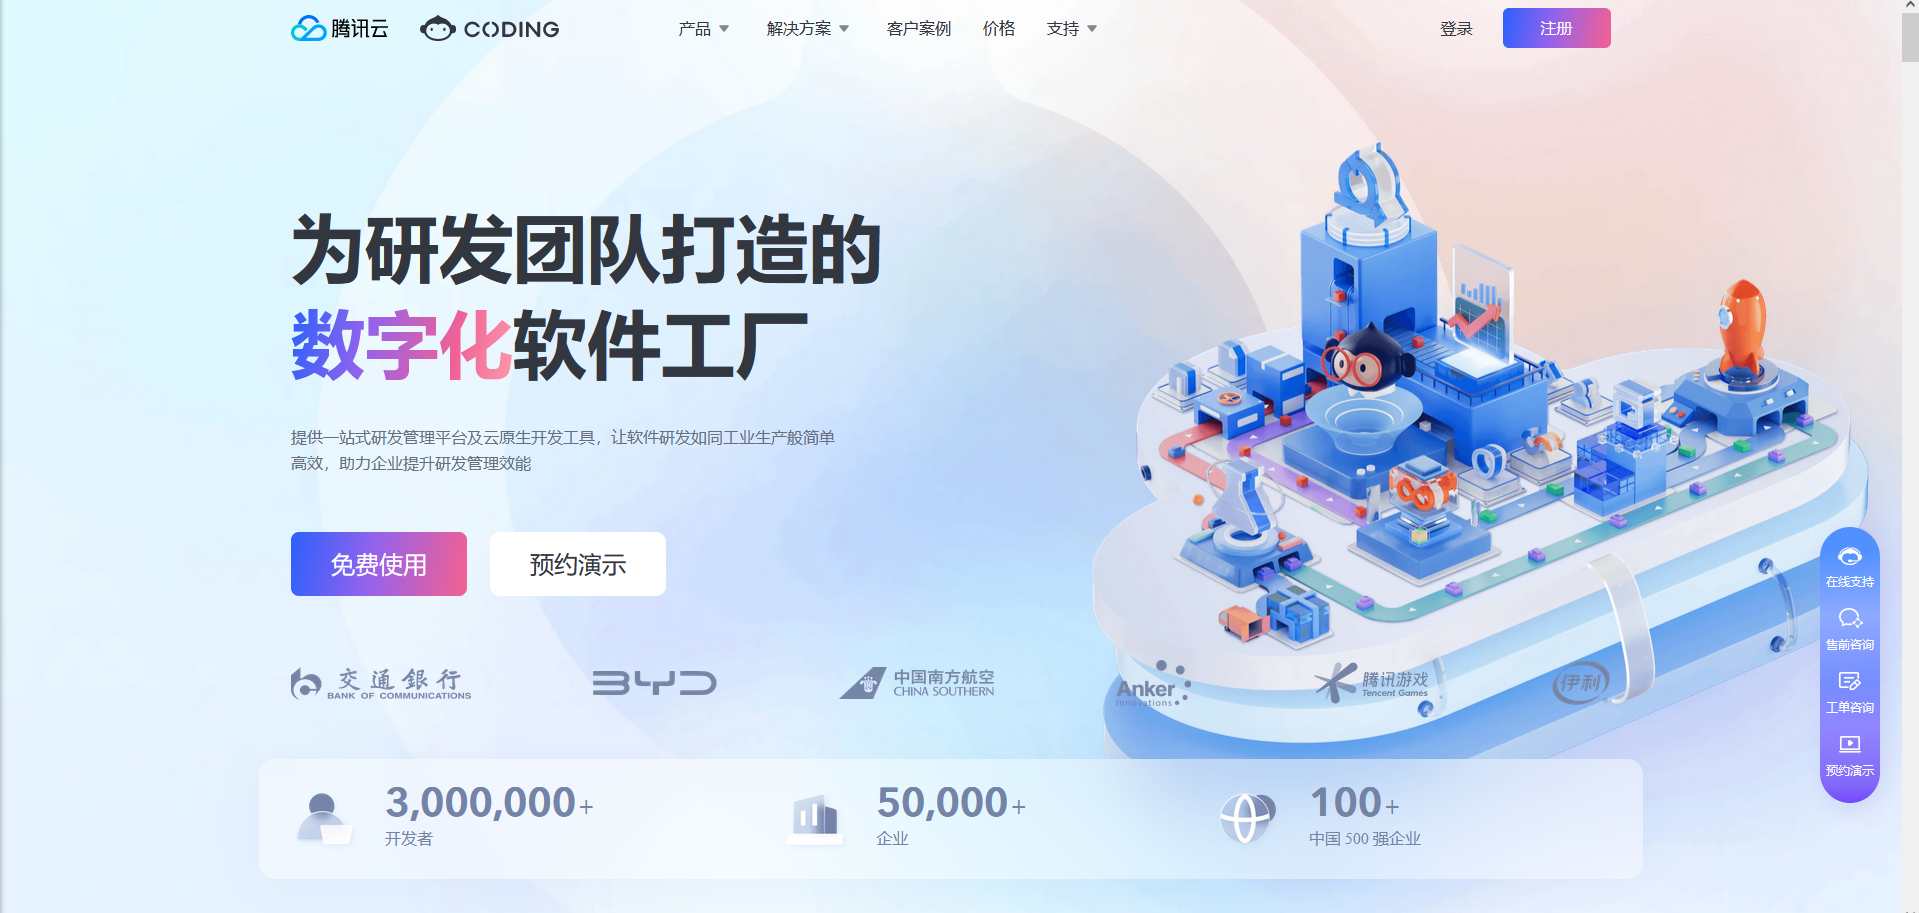 腾讯云
CODING
产品
解决方案
客户案例
价格
支持
登录
注册
为研发团队打造的
数字化软件工厂
提供一站式研发管理平台及云原生开发工具，让软件研发如同工业生产般简单
高效，助力企业提升研发管理效能
免费使用
预约演示
交通銀行
BANK OF COMMUNICATIONS
BYD
中国南方航空
CHINA SOUTHERN
Anker
Innovations
腾讯游戏
Tencent Games
伊利
3,000,000+
开发者
50,000+
企业
100+
中国 500 强企业
在线支持
售前咨询
工单咨询
预约演示